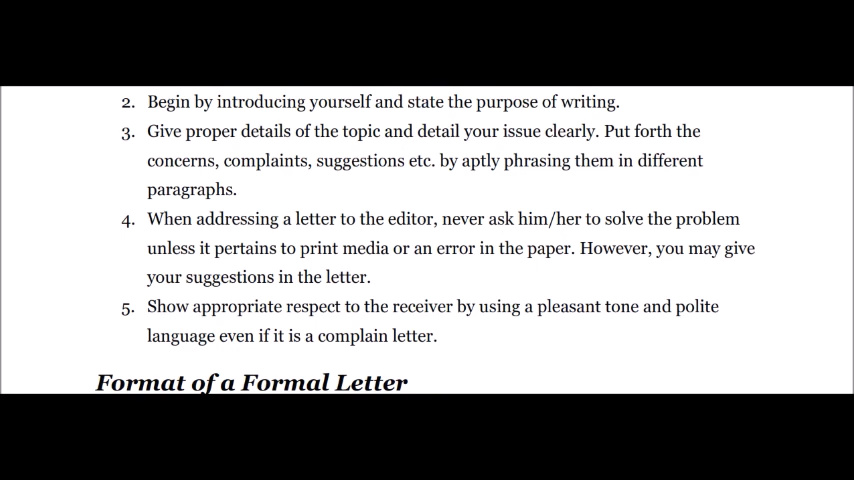 2. Begin by introducing yourself and state the purpose of writing.
3. Give proper details of the topic and detail your issue clearly. Put forth the
concerns, complaints, suggestions etc. by aptly phrasing them in different
paragraphs.
4. When addressing a letter to the editor, never ask him/her to solve the problem
unless it pertains to print media or an error in the paper. However, you may give
your suggestions in the letter.
5. Show appropriate respect to the receiver by using a pleasant tone and polite
language even if it is a complain letter.
Format of a Formal Letter